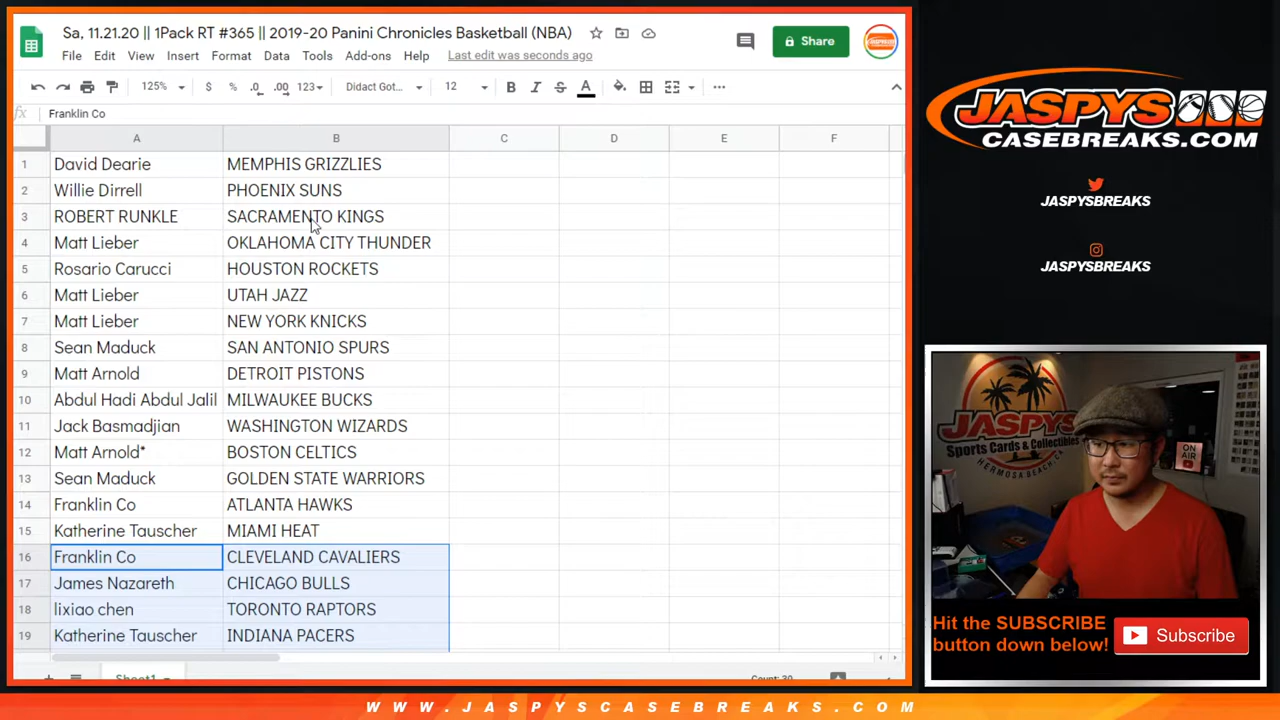 Sa, 11.21.20 || 1Pack RT #365 || 2019-20 Panini Chronicles Basketball (NBA)
File Edit View Insert Format Data Tools Add-ons Help Last edit was seconds ago
Share
125% $ % .0 .00 123 Didact Got... 12 B I S A
fx Franklin Co
A B C D E F
1 David Dearie MEMPHIS GRIZZLIES
2 Willie Dirrell PHOENIX SUNS
3 ROBERT RUNKLE SACRAMENTO KINGS
4 Matt Lieber OKLAHOMA CITY THUNDER
5 Rosario Carucci HOUSTON ROCKETS
6 Matt Lieber UTAH JAZZ
7 Matt Lieber NEW YORK KNICKS
8 Sean Maduck SAN ANTONIO SPURS
9 Matt Arnold DETROIT PISTONS
10 Abdul Hadi Abdul Jalil MILWAUKEE BUCKS
11 Jack Basmadjian WASHINGTON WIZARDS
12 Matt Arnold* BOSTON CELTICS
13 Sean Maduck GOLDEN STATE WARRIORS
14 Franklin Co ATLANTA HAWKS
15 Katherine Tauscher MIAMI HEAT
16 Franklin Co CLEVELAND CAVALIERS
17 James Nazareth CHICAGO BULLS
18 lixiao chen TORONTO RAPTORS
19 Katherine Tauscher INDIANA PACERS
Sheet1
Count: 30
JASPYS
CASEBREAKS.COM
JASPYSBREAKS
JASPYSBREAKS
JASPYS
Sports Cards & Collectibles
HERMOSA BEACH, CA
ON AIR
Hit the SUBSCRIBE
button down below!
Subscribe
WWW.JASPYSCASEBREAKS.COM